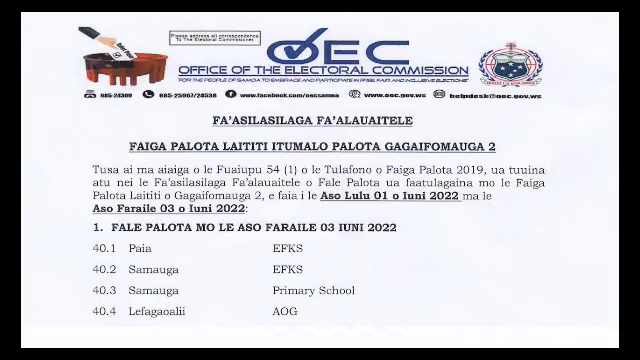 Please address all correspondence
To The Electoral Commissioner
OEC
OFFICE OF THE ELECTORAL COMMISSION
"FOR THE PEOPLE OF SAMOA TO EMBRACE AND PARTICIPATE IN FREE, FAIR AND INCLUSIVE ELECTIONS"
685-24309 685-25967/24538 www.facebook.com/oecsamoa www.oec.gov.ws helpdesk@oec.gov.ws
FA'ASILASILAGA FA'ALAUAITELE
FAIGA PALOTA LAITITI ITUMALO PALOTA GAGAIFOMAUGA 2
Tusa ai ma aiaiga o le Fuaiupu 54 (1) o le Tulafono o Faiga Palota 2019, ua tuuina
atu nei le Fa'asilasilaga Fa'alauaitele o Fale Palota ua faatulagaina mo le Faiga
Palota Laititi o Gagaifomauga 2, e faia i le Aso Lulu 01 o Iuni 2022 ma le
Aso Faraile 03 o Iuni 2022:
1. FALE PALOTA MO LE ASO FARAILE 03 IUNI 2022
40.1 Paia EFKS
40.2 Samauga EFKS
40.3 Samauga Primary School
40.4 Lefagaoalii AOG